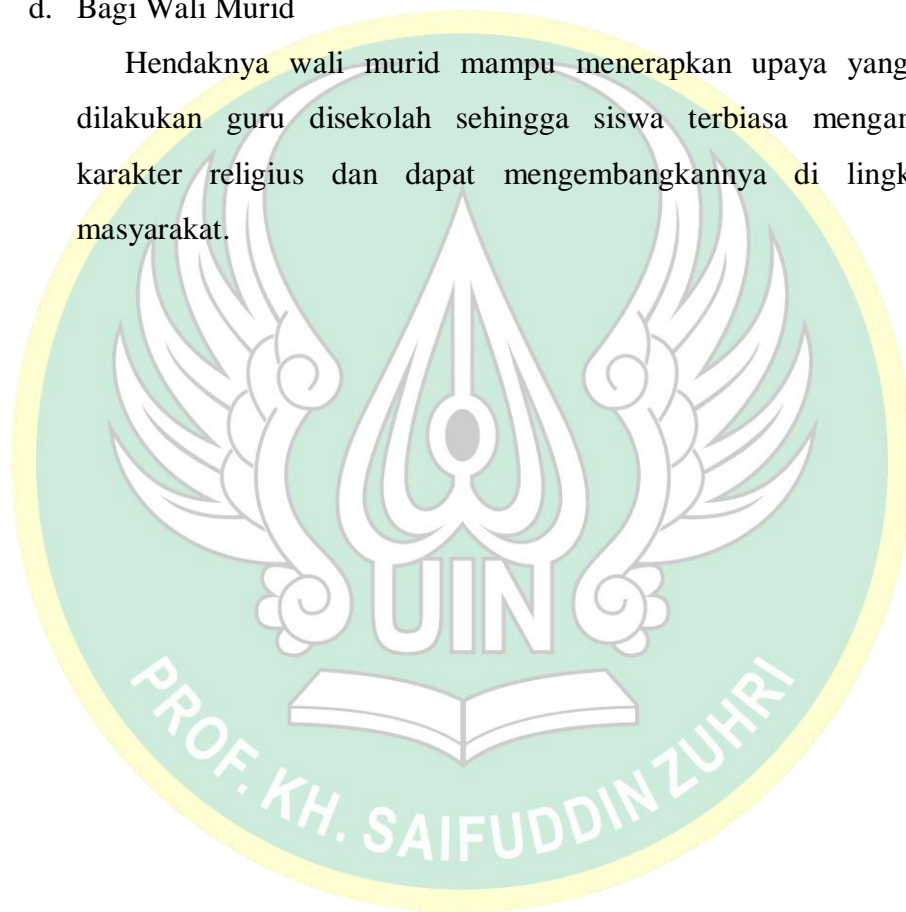 d. Bagi Wali Murid
Hendaknya wali murid mampu menerapkan upaya yang
dilakukan guru disekolah sehingga siswa terbiasa
karakter religius dan dapat mengembangkannya di
masyarakat.
UIN
PROF. KH. SAIFUDDIN ZUHRI